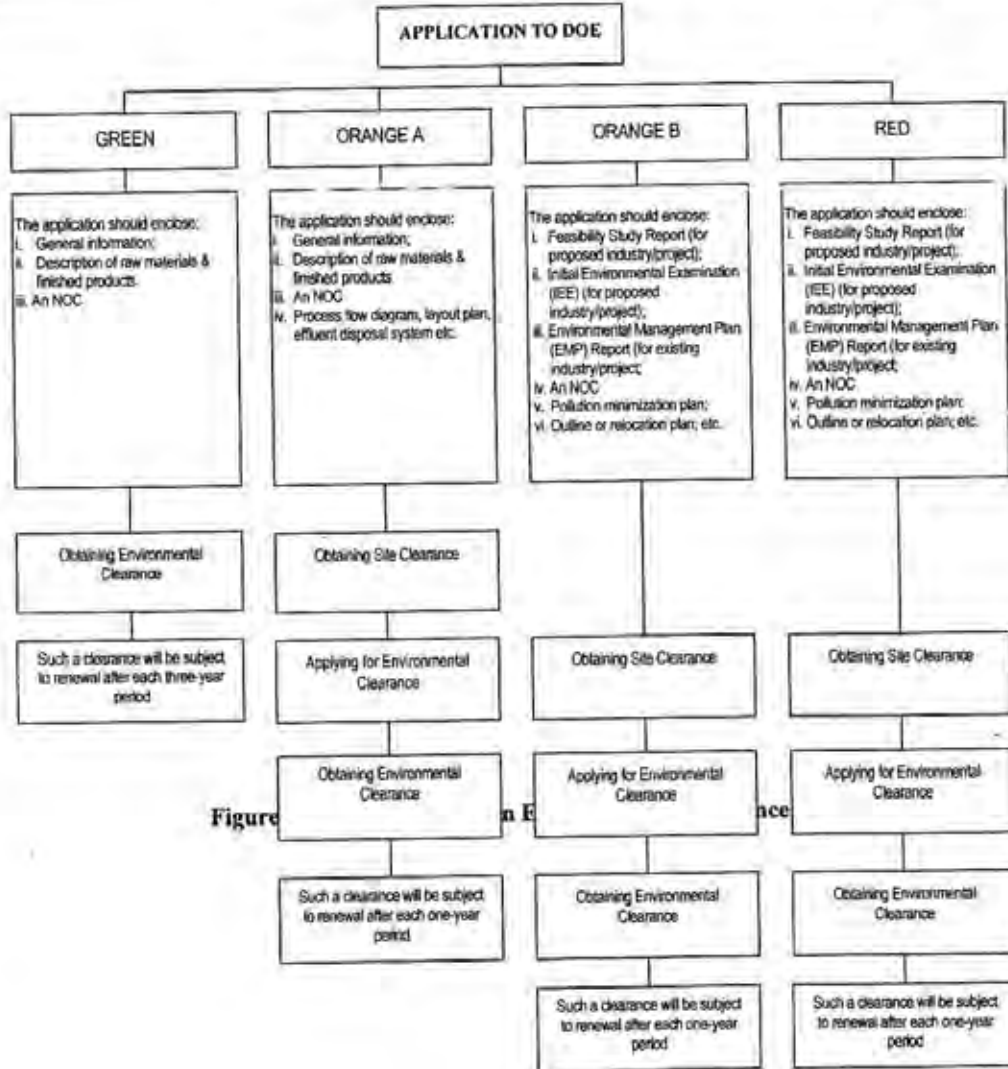 APPLICATION TO DOE
GREEN
The application should enclose:
i. General information;
ii. Description of raw materials &
finished products
iii. An NOC
Obtaining Environmental
Clearance
Such a clearance will be subject
to renewal after each three-year
period
ORANGE A
The application should enclose:
i. General information;
ii. Description of raw materials &
finished products
iii. An NOC
iv. Process flow diagram, layout plan,
effluent disposal system etc.
Obtaining Site Clearance
Applying for Environmental
Clearance
Obtaining Environmental
Clearance
Such a clearance will be subject
to renewal after each one-year
period
ORANGE B
The application should enclose:
i. Feasibility Study Report (for
proposed industry/project);
ii. Initial Environmental Examination
(IEE) (for proposed
industry/project);
iii. Environmental Management Plan
(EMP) Report (for existing
industry/project;
iv. An NOC
v. Pollution minimization plan;
vi. Outline or relocation plan; etc.
Obtaining Site Clearance
Applying for Environmental
Clearance
Obtaining Environmental
Clearance
Such a clearance will be subject
to renewal after each one-year
period
RED
The application should enclose:
i. Feasibility Study Report (for
proposed industry/project);
ii. Initial Environmental Examination
(IEE) (for proposed
industry/project);
iii. Environmental Management Plan
(EMP) Report (for existing
industry/project;
iv. An NOC
v. Pollution minimization plan;
vi. Outline or relocation plan; etc.
Obtaining Site Clearance
Applying for Environmental
Clearance
Obtaining Environmental
Clearance
Such a clearance will be subject
to renewal after each one-year
period
Figure